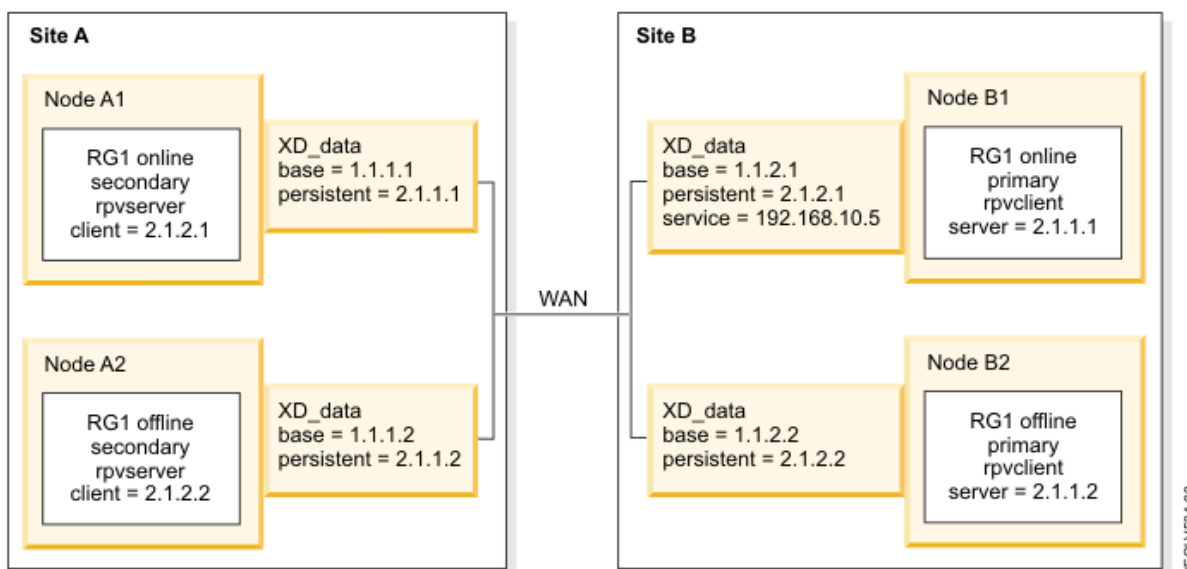 Site A
Node A1
RG1 online
secondary
rpvserver
client = 2.1.2.1
XD_data
base = 1.1.1.1
persistent = 2.1.1.1
Node A2
RG1 offline
secondary
rpvserver
client = 2.1.2.2
XD_data
base = 1.1.1.2
persistent = 2.1.1.2
WAN
Site B
XD_data
base = 1.1.2.1
persistent = 2.1.2.1
service = 192.168.10.5
Node B1
RG1 online
primary
rpvclient
server = 2.1.1.1
XD_data
base = 1.1.2.2
persistent = 2.1.2.2
Node B2
RG1 offline
primary
rpvclient
server = 2.1.1.2